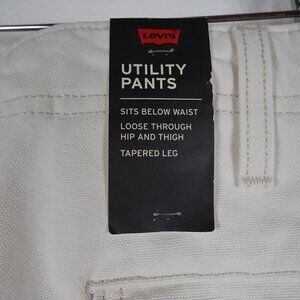 Levi's
UTILITY
PANTS
SITS BELOW WAIST
LOOSE THROUGH
HIP AND THIGH
TAPERED LEG